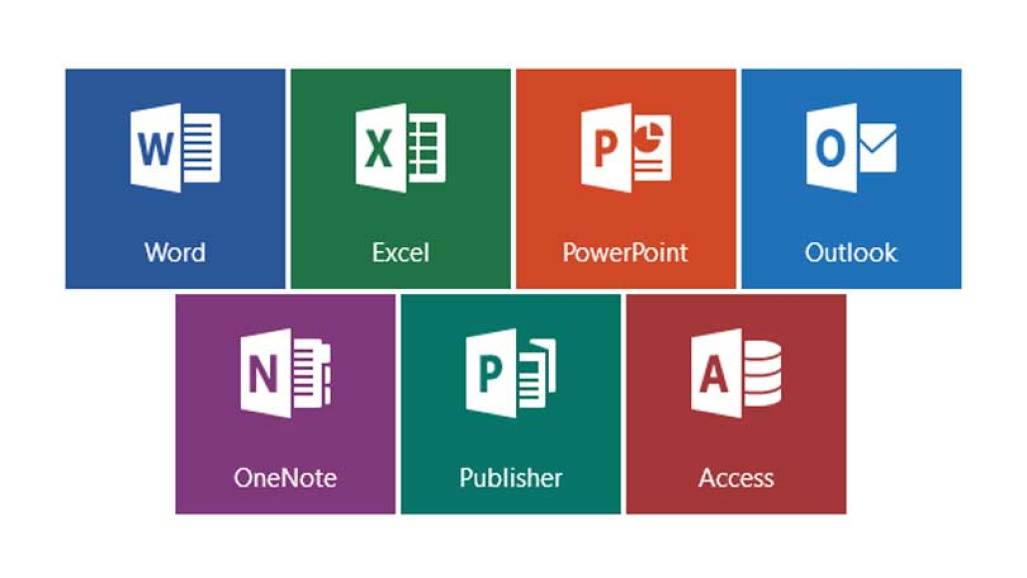 W X P O
Word Excel PowerPoint Outlook
N P A
OneNote Publisher Access